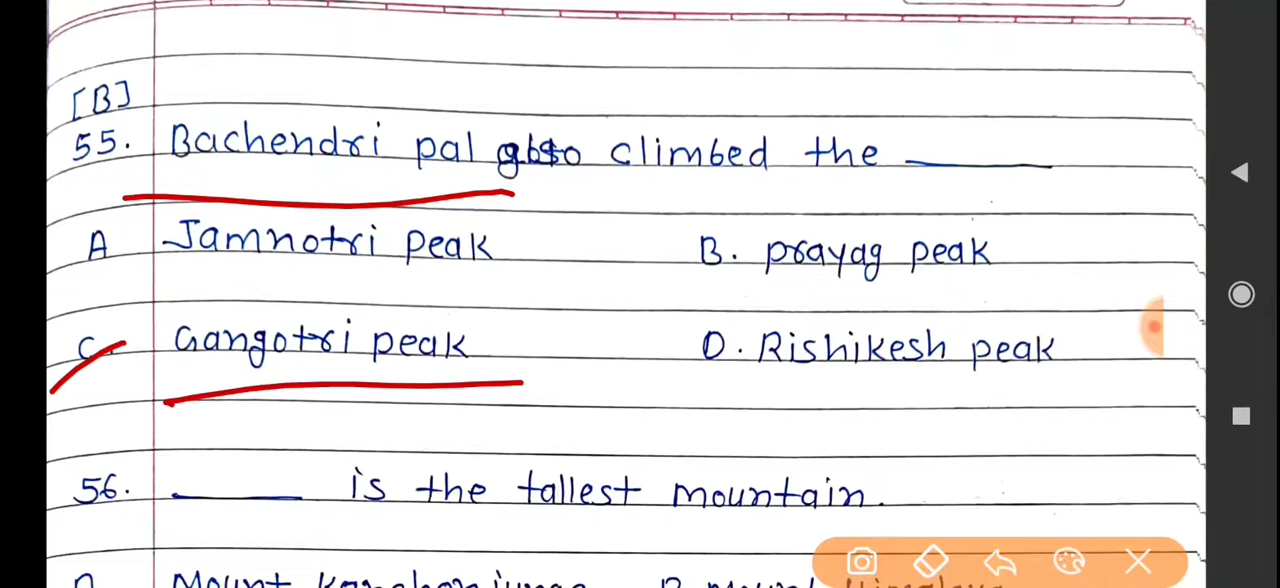 [B]
55. Bachendri pal also climbed the ______
A Jamnotri peak B. prayag peak
C. Gangotri peak D. Rishikesh peak
56. ______ is the tallest mountain.
Mount